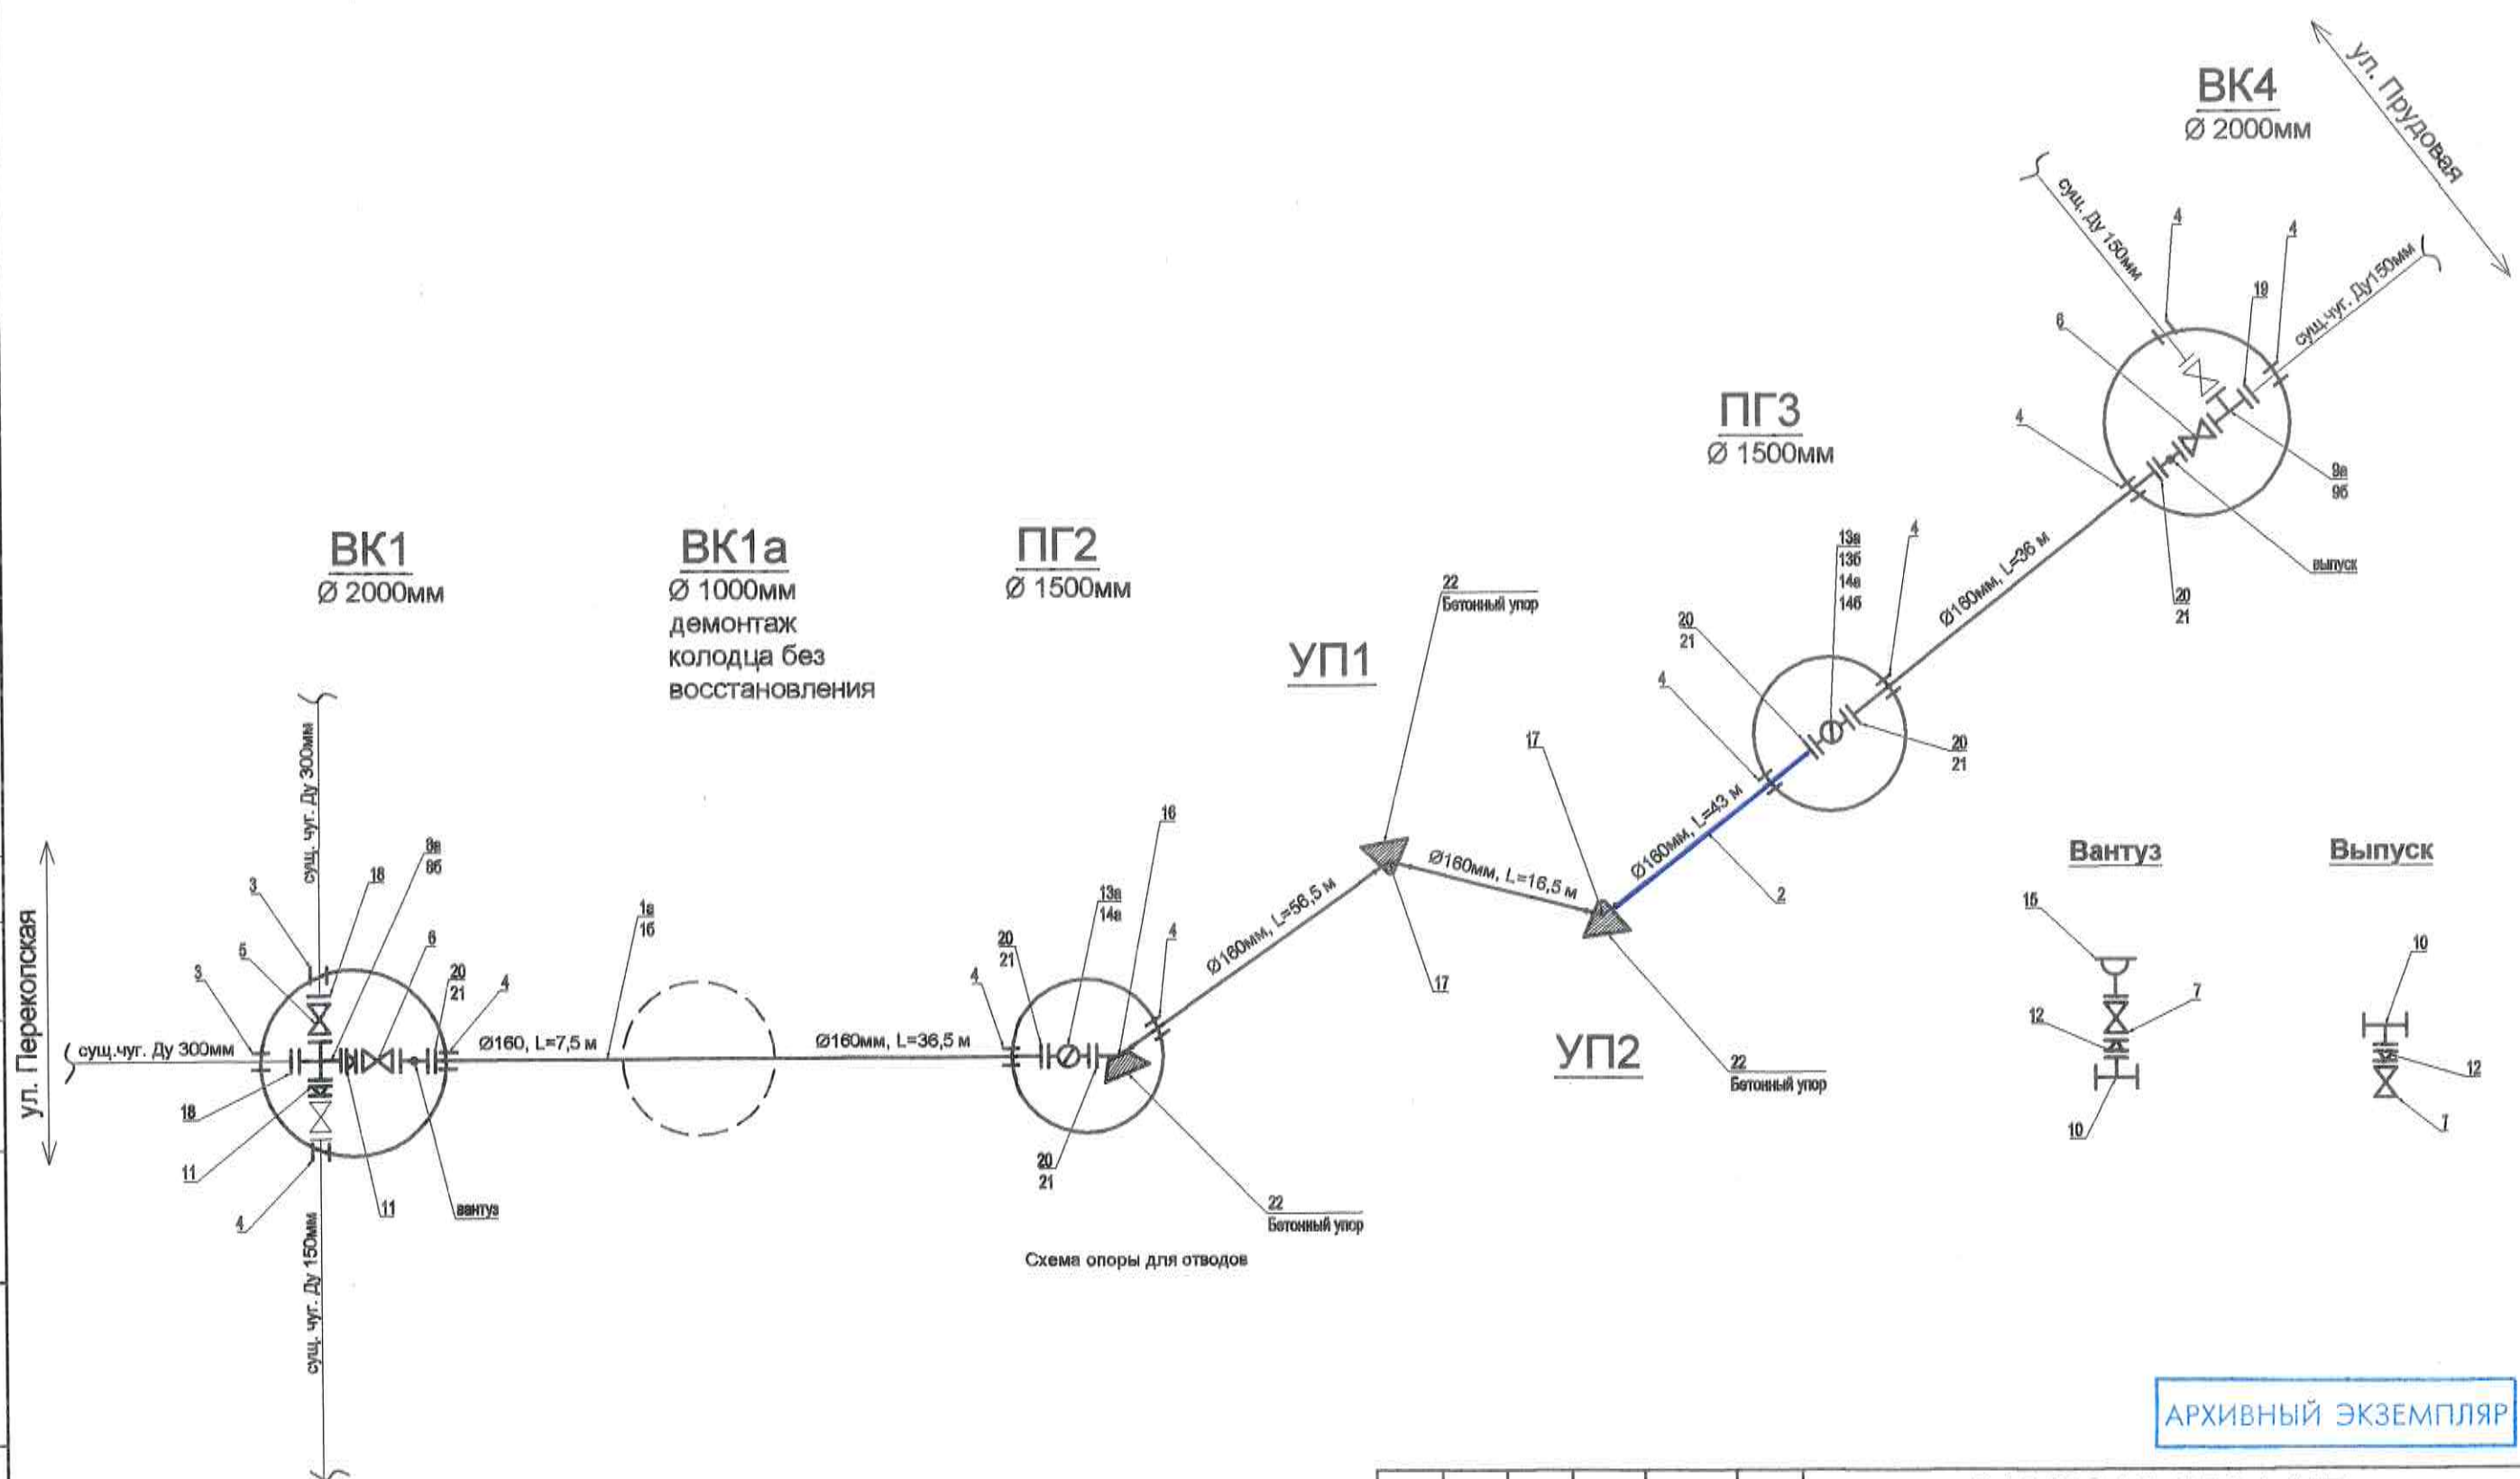 ВК1
Ø 2000мм
ВК1а
Ø 1000мм
демонтаж
колодца без
восстановления
ПГ2
Ø 1500мм
УП1
УП2
ПГ3
Ø 1500мм
ВК4
Ø 2000мм
ул. Прудовая
ул. Перекопская
сущ. чуг. Ду 300мм
3
5
18
8а
8б
6
20
21
4
3
сущ.чуг. Ду 300мм
18
11
4
11
вантуз
сущ. чуг. Ду 150мм
Ø160, L=7,5 м
1а
1б
Ø160мм, L=36,5 м
4
20
21
13а
14а
16
4
20
21
22
Бетонный упор
Схема опоры для отводов
Ø160мм, L=56,5 м
22
Бетонный упор
17
Ø160мм, L=16,5 м
17
22
Бетонный упор
Ø160мм, L=43 м
2
4
20
21
13а
13б
14а
14б
4
20
21
Ø160мм, L=36 м
4
6
сущ. Ду 150мм
4
4
19
сущ.чуг. Ду150мм
9а
9б
выпуск
20
21
Вантуз
15
7
12
10
Выпуск
10
12
7
АРХИВНЫЙ ЭКЗЕМПЛЯР